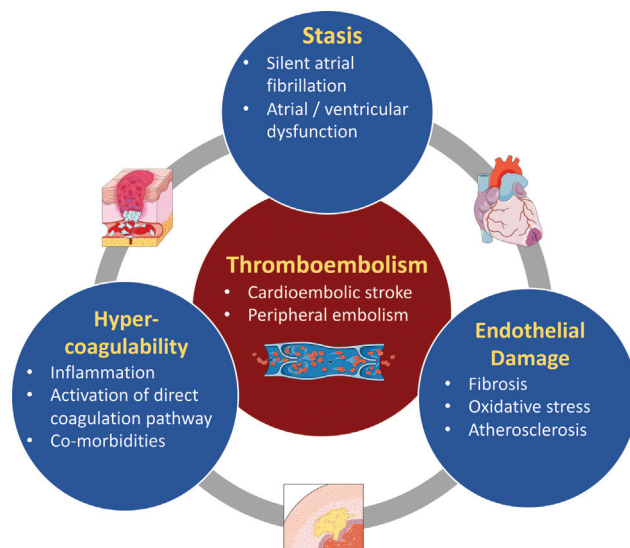 Stasis
• Silent atrial
fibrillation
• Atrial / ventricular
dysfunction
Thromboembolism
• Cardioembolic stroke
• Peripheral embolism
Hyper-
coagulability
• Inflammation
• Activation of direct
coagulation pathway
• Co-morbidities
Endothelial
Damage
• Fibrosis
• Oxidative stress
• Atherosclerosis